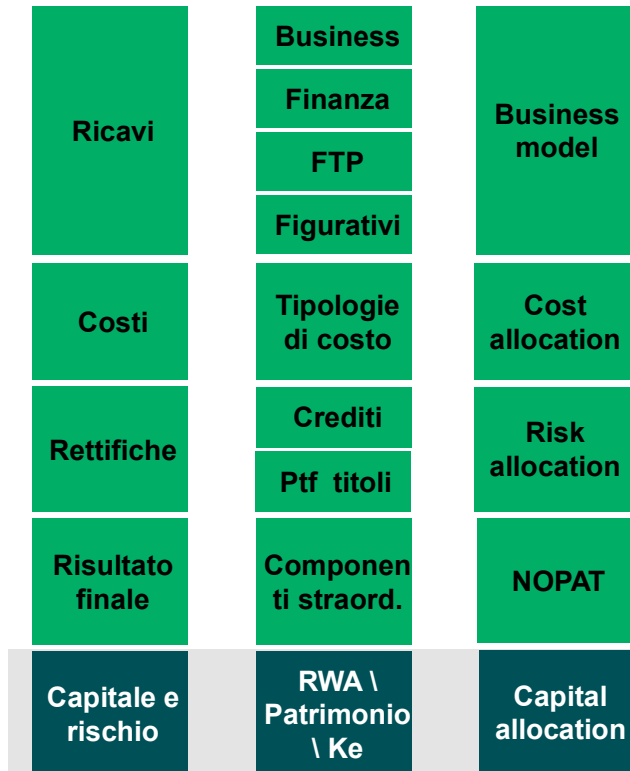 Ricavi
Business
Finanza
FTP
Figurativi
Business
model
Costi
Tipologie
di costo
Cost
allocation
Rettifiche
Crediti
Ptf titoli
Risk
allocation
Risultato
finale
Componen
ti straord.
NOPAT
Capitale e
rischio
RWA \
Patrimonio
\ Ke
Capital
allocation